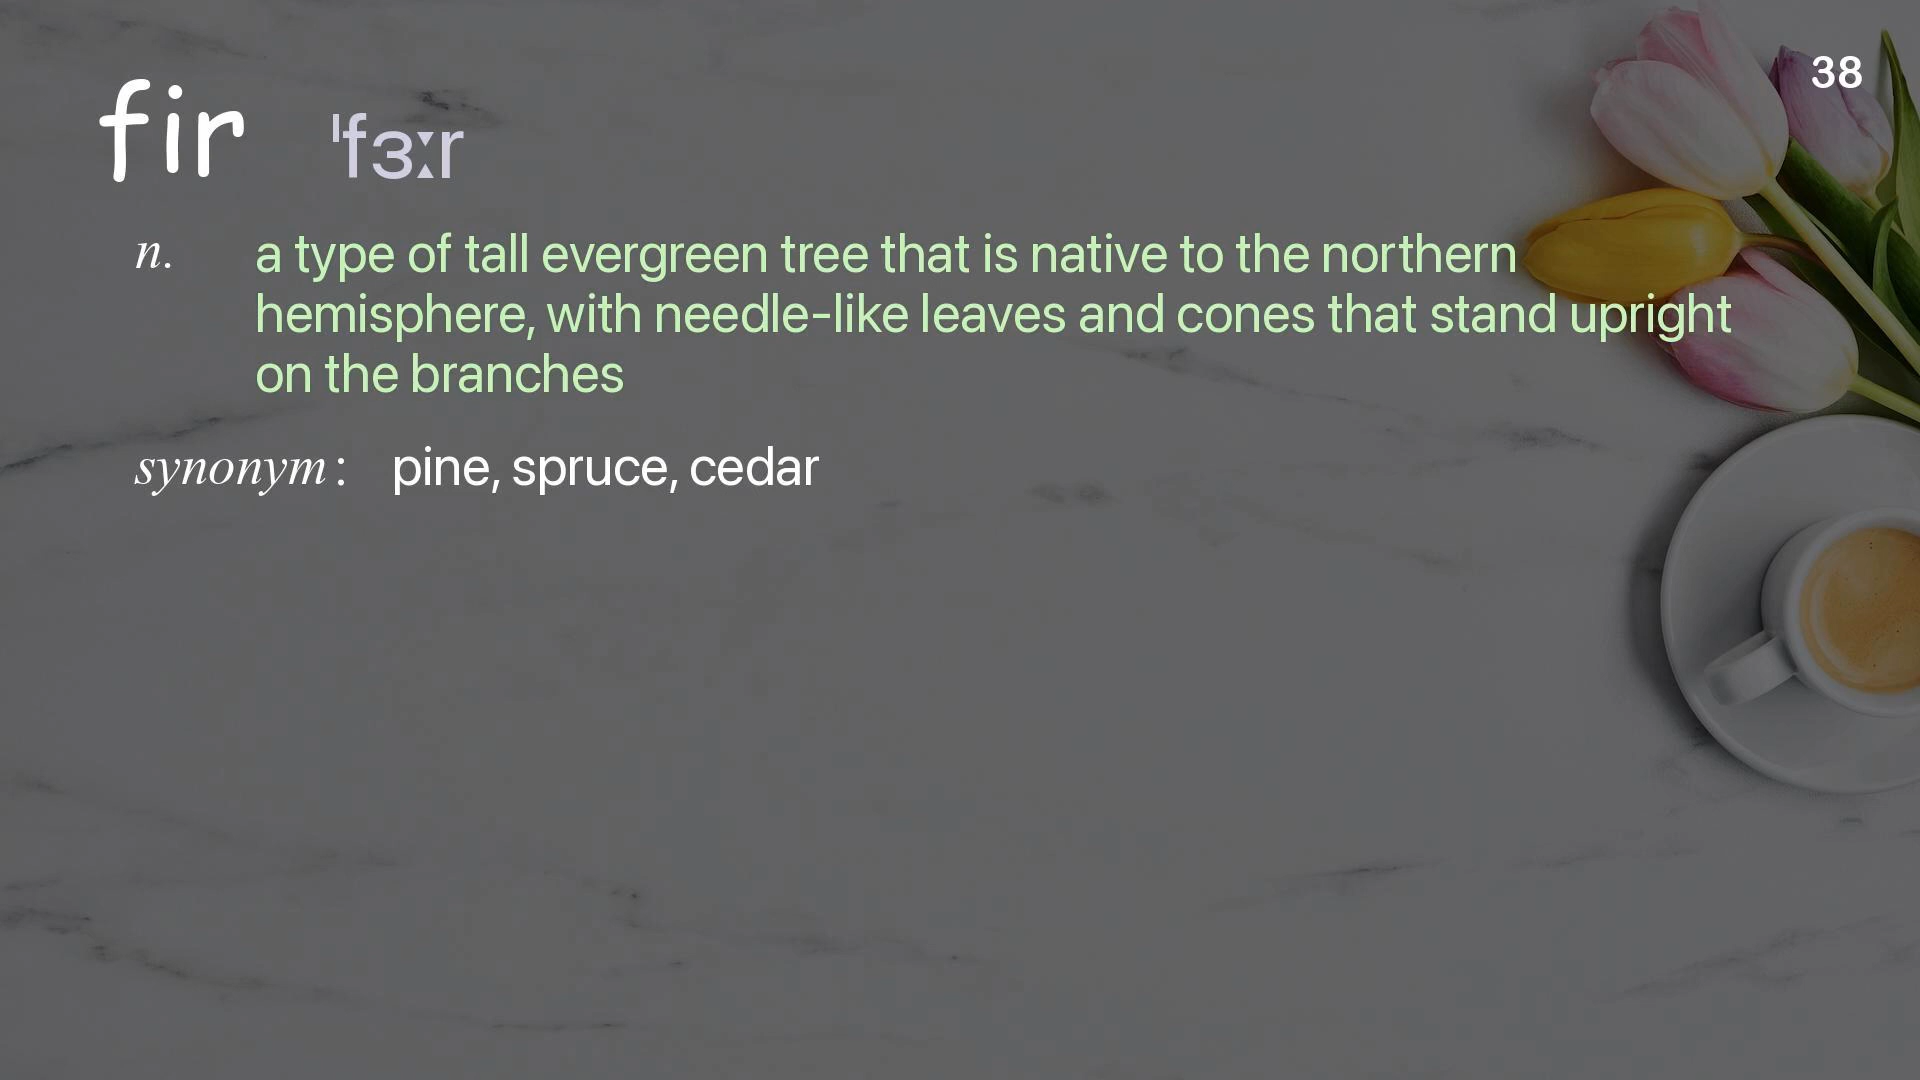 38
fir ˈfɜːr
n. a type of tall evergreen tree that is native to the northern
hemisphere, with needle-like leaves and cones that stand upright
on the branches
synonym: pine, spruce, cedar